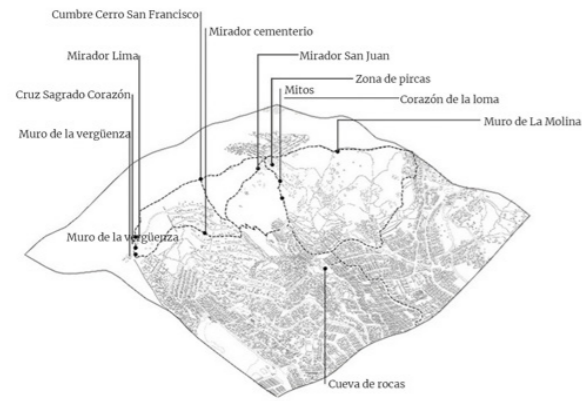 Cumbre Cerro San Francisco
Mirador cementerio
Mirador Lima
Mirador San Juan
Zona de pircas
Cruz Sagrado Corazón
Mitos
Corazón de la loma
Muro de la vergüenza
Muro de La Molina
Muro de la vergüenza
Cueva de rocas